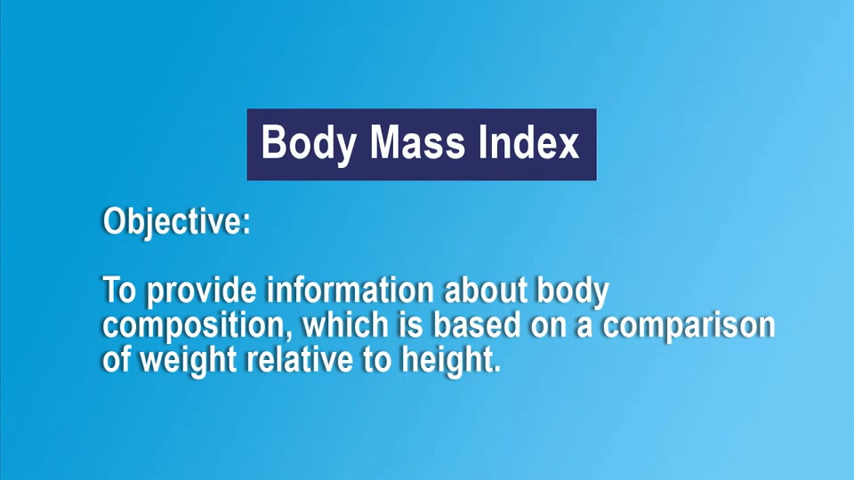 Body Mass Index
Objective:
To provide information about body
composition, which is based on a comparison
of weight relative to height.